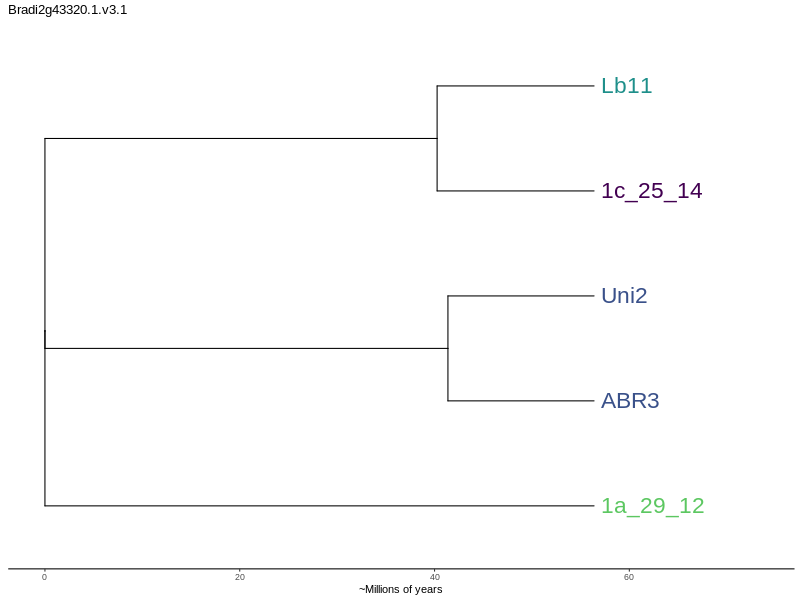 Bradi2g43320.1.v3.1
Lb11
1c_25_14
Uni2
ABR3
1a_29_12
0 20 40 60
~Millions of years